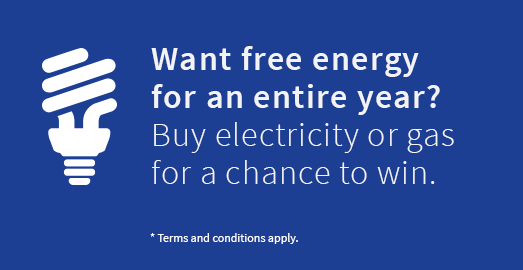 Want free energy
for an entire year?
Buy electricity or gas
for a chance to win.
* Terms and conditions apply.